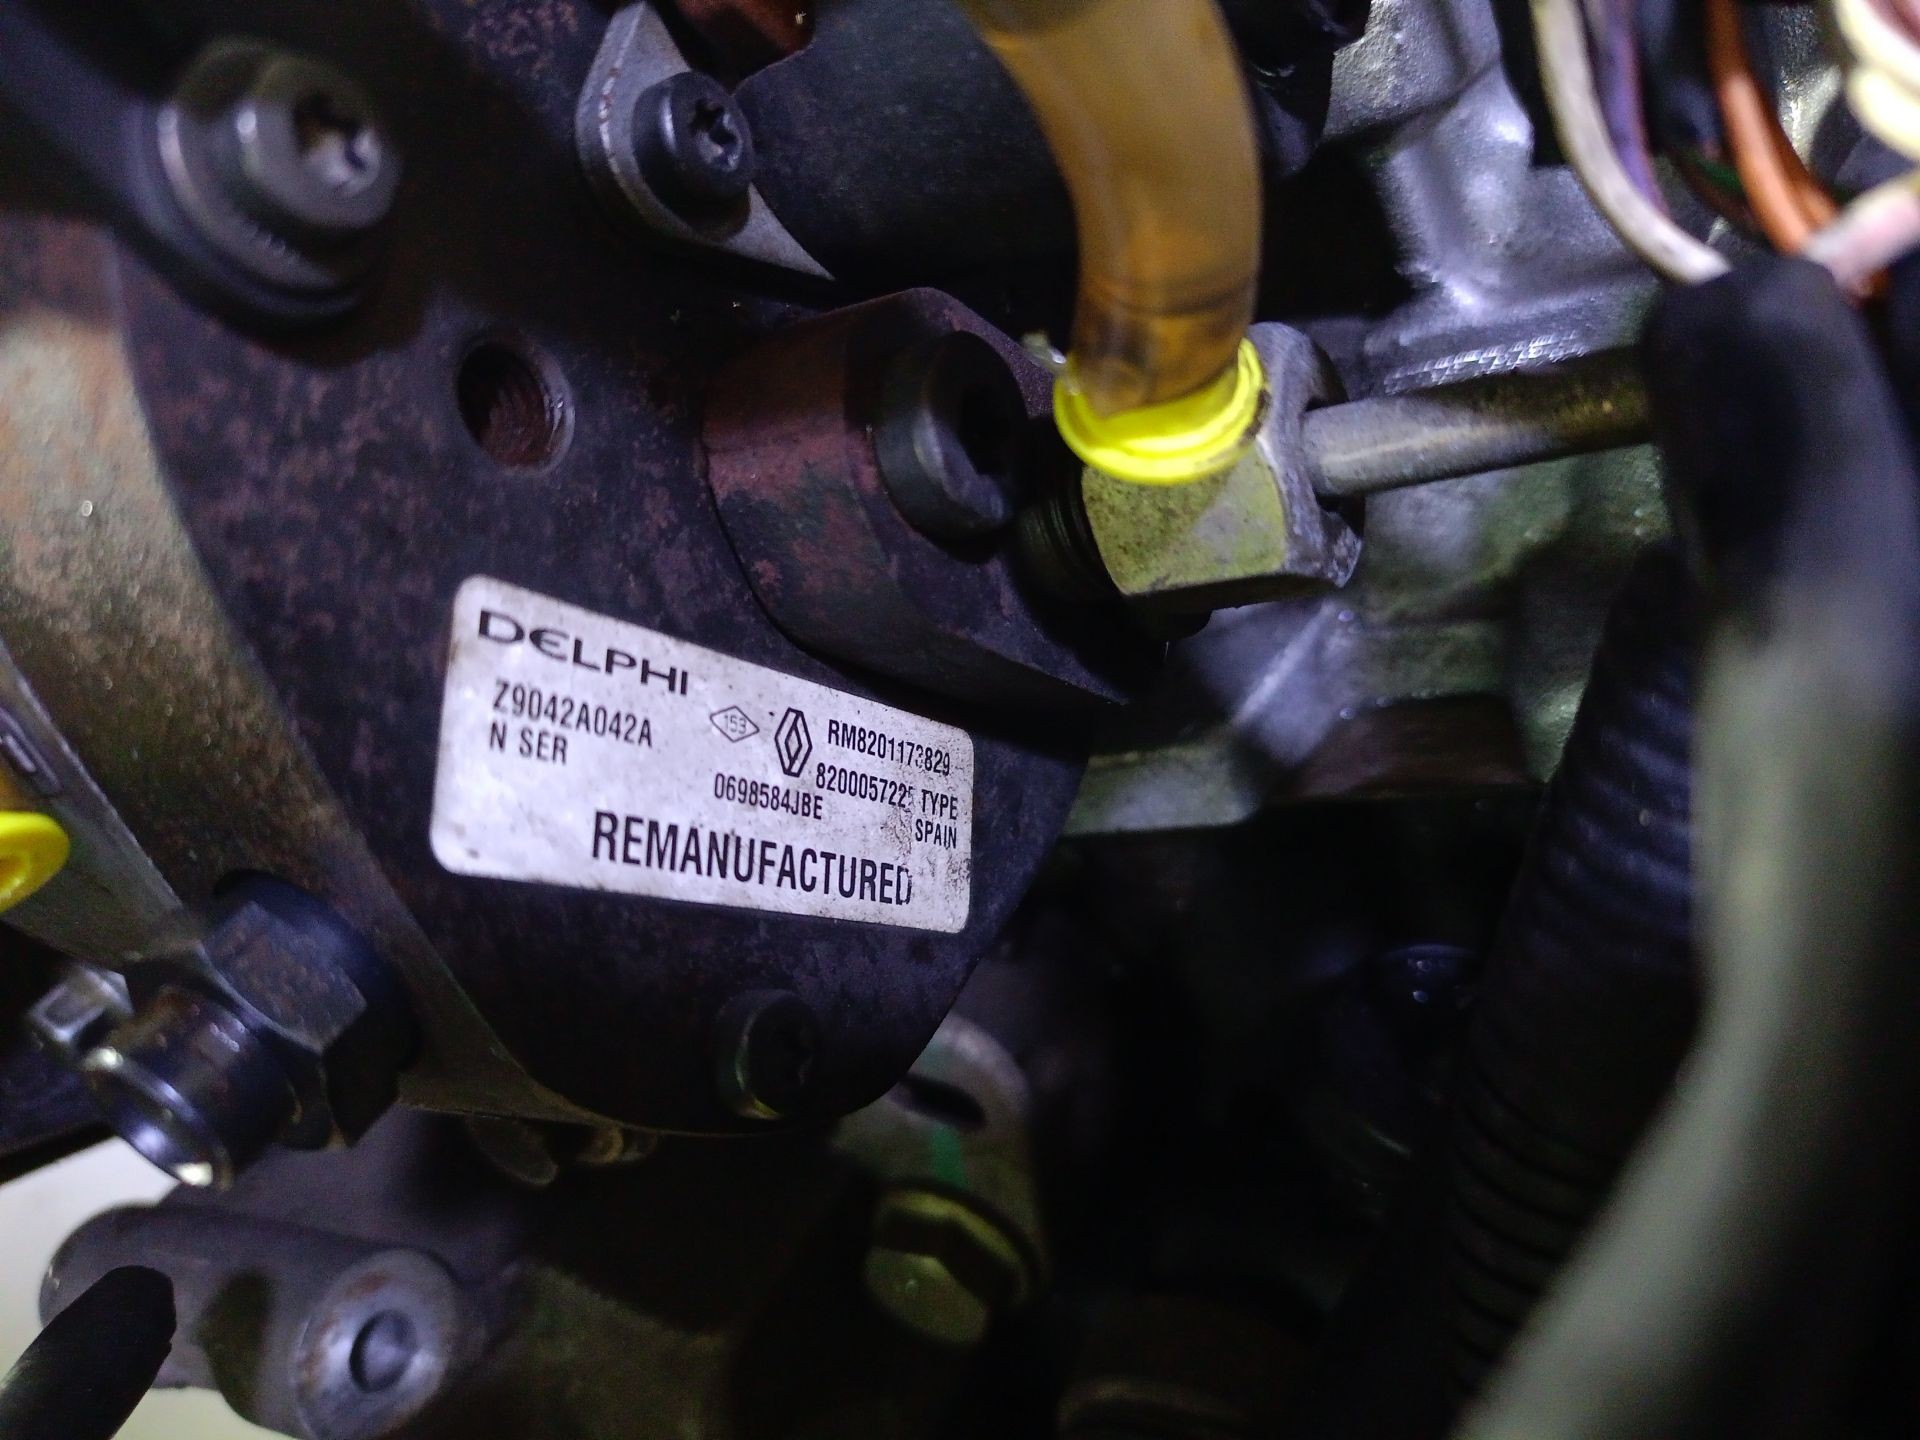 DELPHI
Z9042A042A
N SER
153
RM8201173829
8200057225 TYPE
0698584JBE
SPAIN
REMANUFACTURED